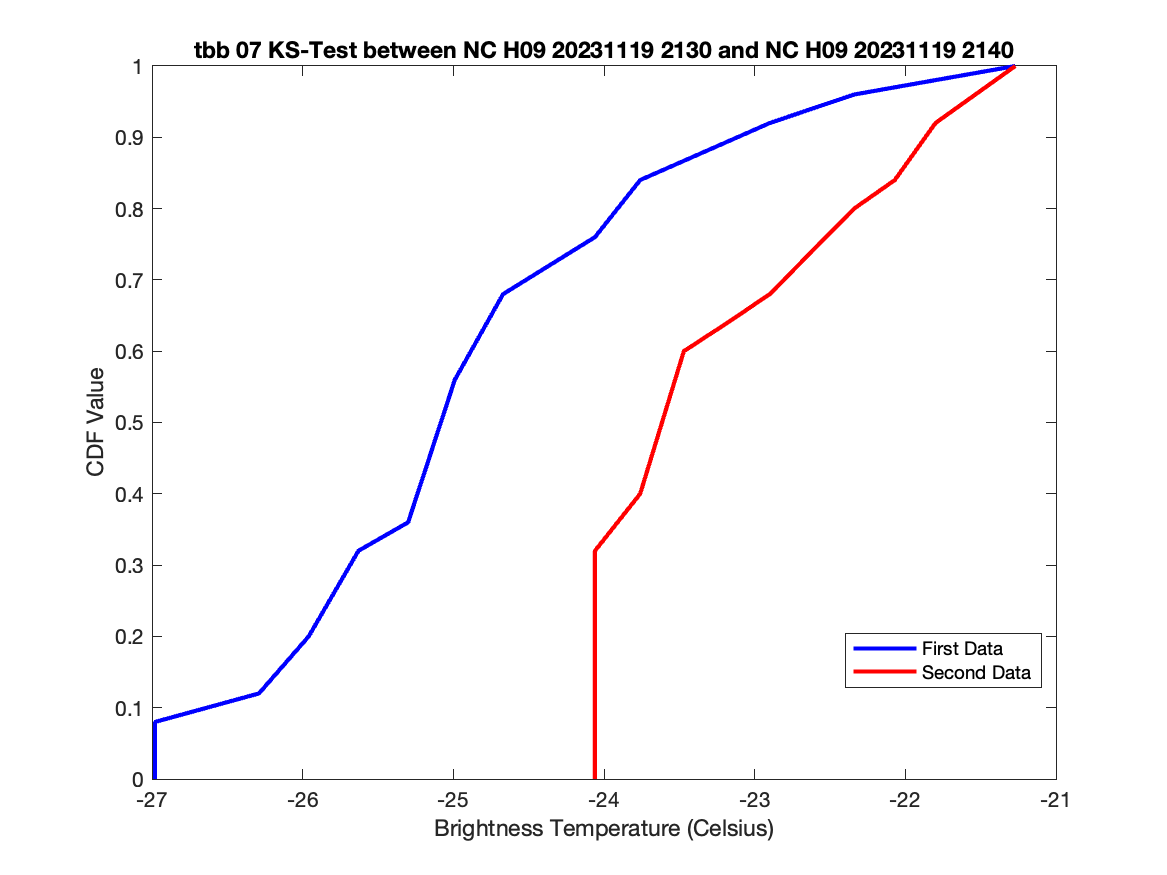 tbb 07 KS-Test between NC H09 20231119 2130 and NC H09 20231119 2140
1
0.9
0.8
0.7
0.6
0.5
0.4
0.3
0.2
0.1
0
CDF Value
First Data
Second Data
-27 -26 -25 -24 -23 -22 -21
Brightness Temperature (Celsius)